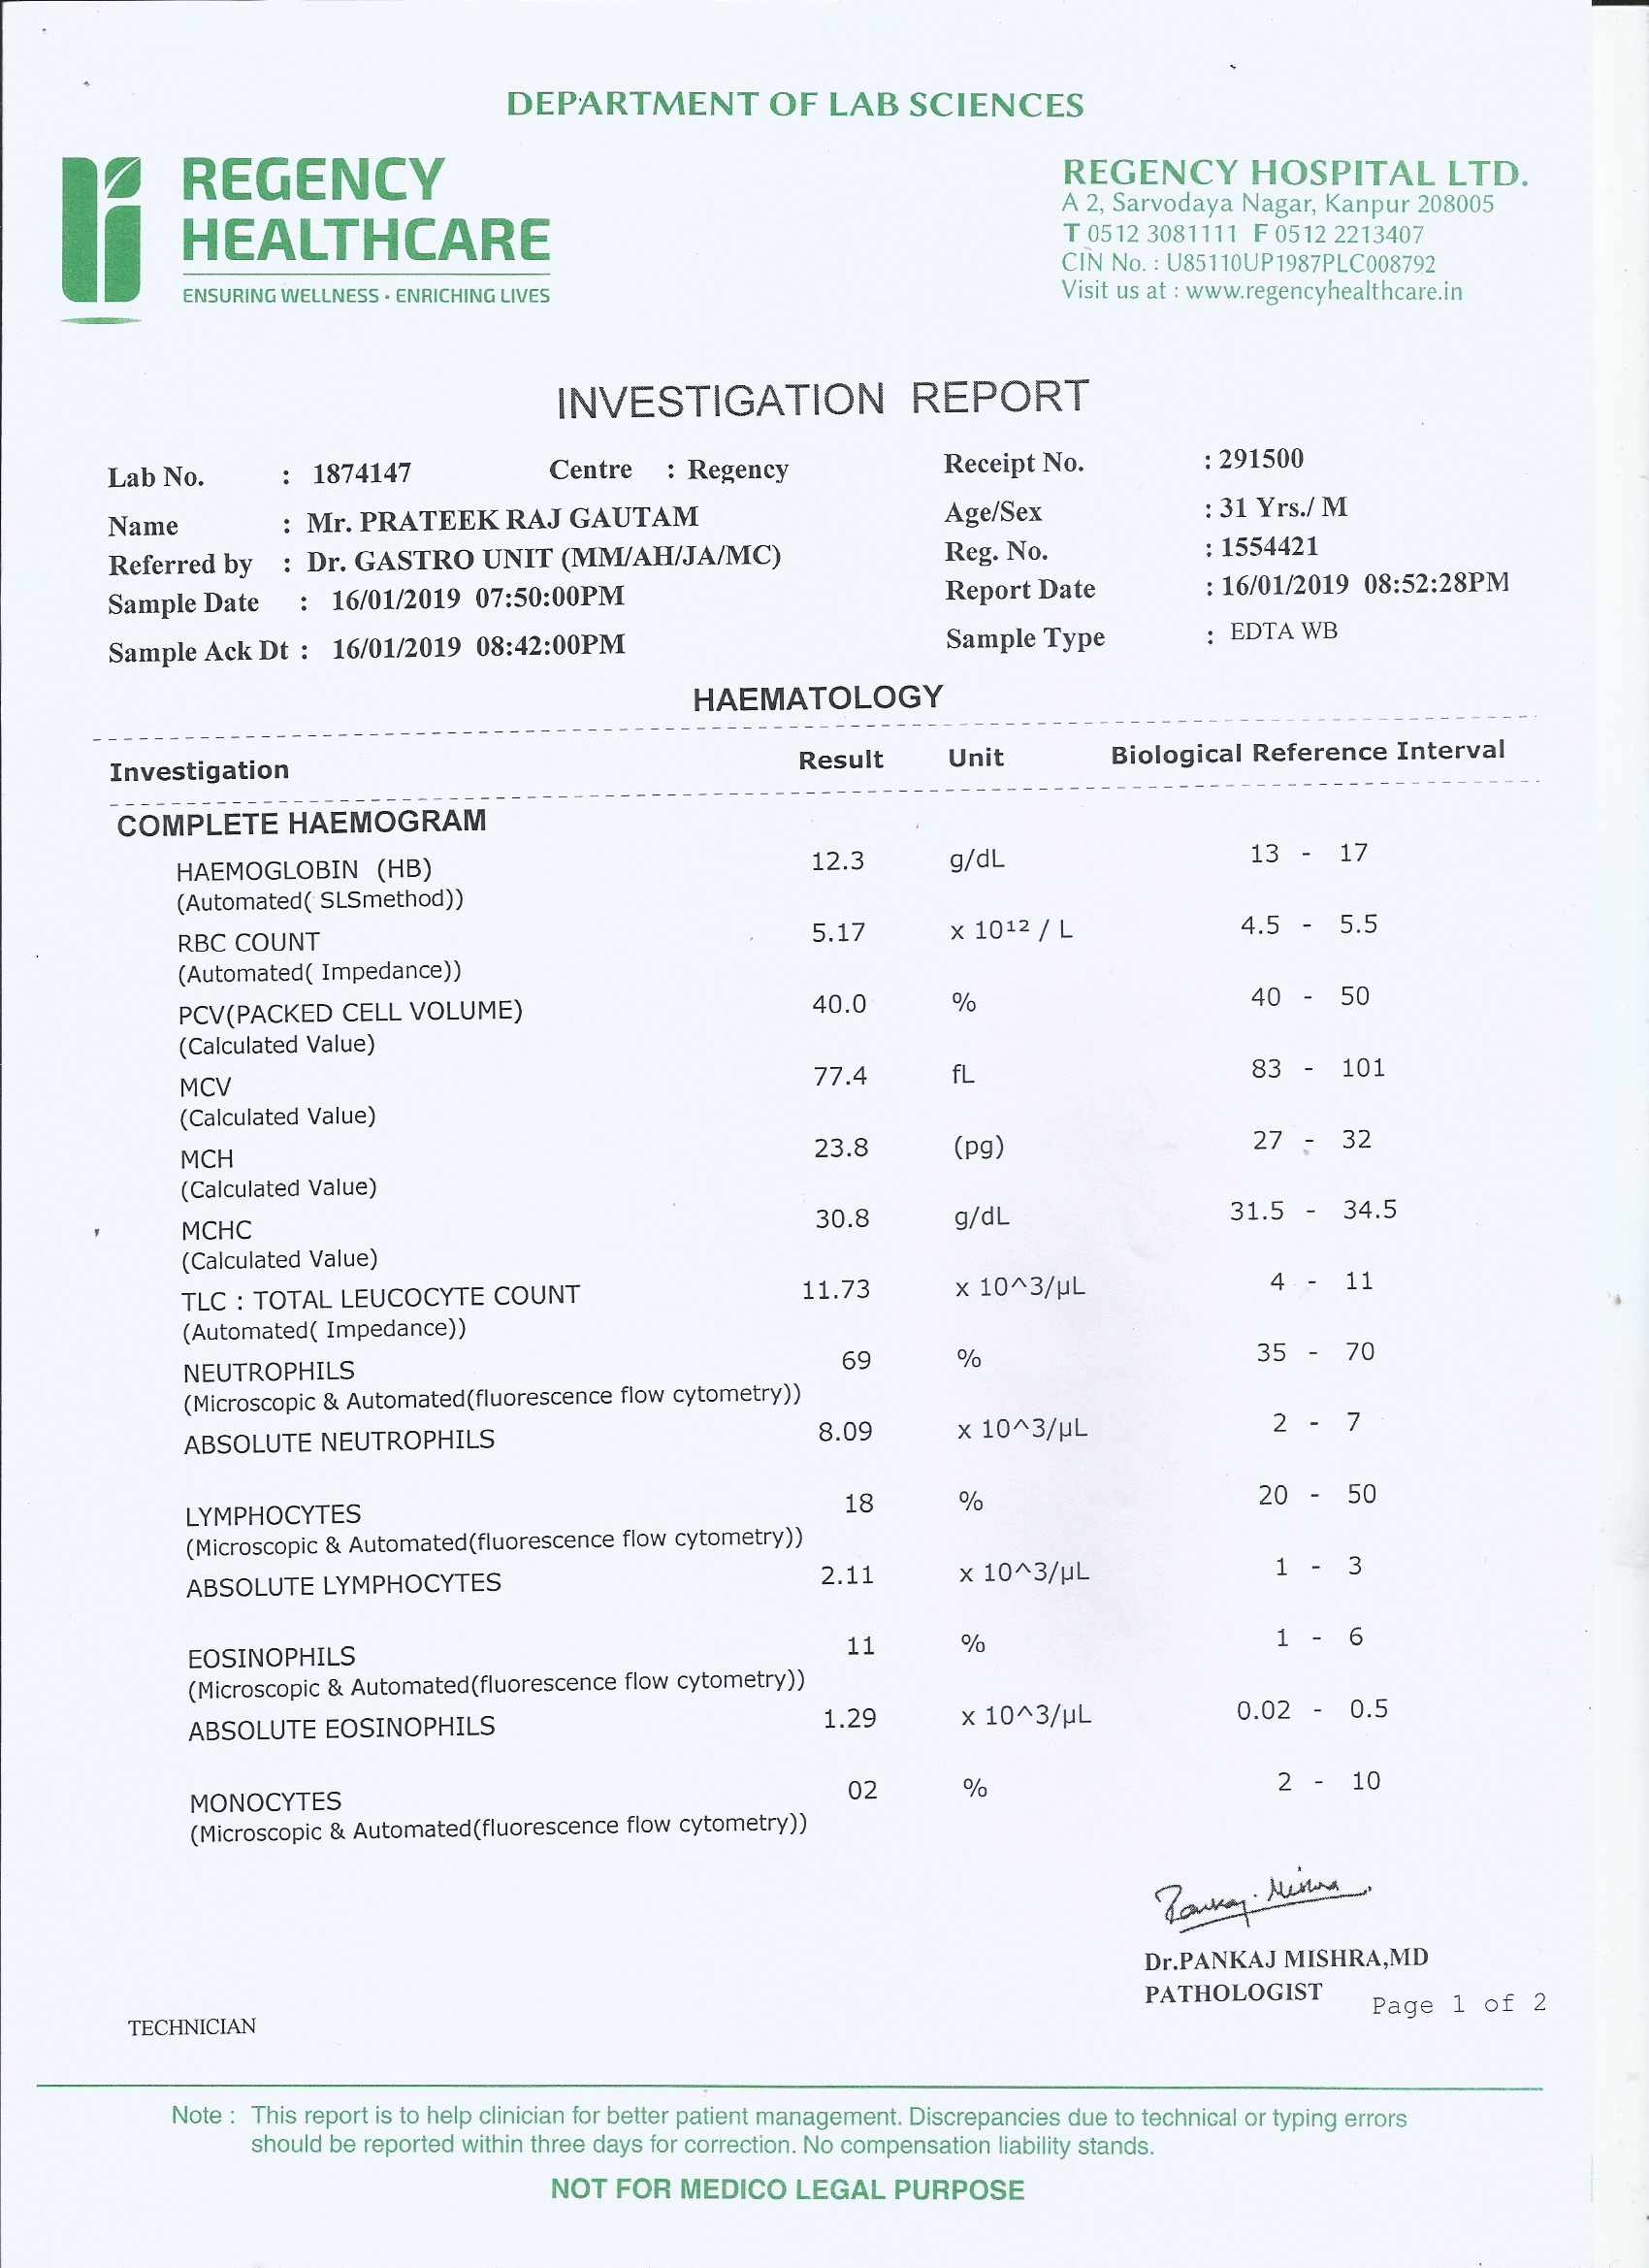 DEPARTMENT OF LAB SCIENCES
REGENCY
HEALTHCARE
ENSURING WELLNESS • ENRICHING LIVES
REGENCY HOSPITAL LTD.
A 2, Sarvodaya Nagar, Kanpur 208005
T 0512 3081111 F 0512 2213407
CIN No. : U85110UP1987PLC008792
Visit us at : www.regencyhealthcare.in
INVESTIGATION REPORT
Lab No. : 1874147 Centre : Regency Receipt No. : 291500
Name : Mr. PRATEEK RAJ GAUTAM Age/Sex : 31 Yrs./ M
Referred by : Dr. GASTRO UNIT (MM/AH/JA/MC) Reg. No. : 1554421
Sample Date : 16/01/2019 07:50:00PM Report Date : 16/01/2019 08:52:28PM
Sample Ack Dt : 16/01/2019 08:42:00PM Sample Type : EDTA WB
HAEMATOLOGY
Investigation Result Unit Biological Reference Interval
COMPLETE HAEMOGRAM
HAEMOGLOBIN (HB) 12.3 g/dL 13 - 17
(Automated( SLSmethod))
RBC COUNT 5.17 x 10¹² / L 4.5 - 5.5
(Automated( Impedance))
PCV(PACKED CELL VOLUME) 40.0 % 40 - 50
(Calculated Value)
MCV 77.4 fL 83 - 101
(Calculated Value)
MCH 23.8 (pg) 27 - 32
(Calculated Value)
MCHC 30.8 g/dL 31.5 - 34.5
(Calculated Value)
TLC : TOTAL LEUCOCYTE COUNT 11.73 x 10^3/µL 4 - 11
(Automated( Impedance))
NEUTROPHILS 69 % 35 - 70
(Microscopic & Automated(fluorescence flow cytometry))
ABSOLUTE NEUTROPHILS 8.09 x 10^3/µL 2 - 7
LYMPHOCYTES 18 % 20 - 50
(Microscopic & Automated(fluorescence flow cytometry))
ABSOLUTE LYMPHOCYTES 2.11 x 10^3/µL 1 - 3
EOSINOPHILS 11 % 1 - 6
(Microscopic & Automated(fluorescence flow cytometry))
ABSOLUTE EOSINOPHILS 1.29 x 10^3/µL 0.02 - 0.5
MONOCYTES 02 % 2 - 10
(Microscopic & Automated(fluorescence flow cytometry))
Pankaj Mishra
Dr.PANKAJ MISHRA,MD
PATHOLOGIST
Page 1 of 2
TECHNICIAN
Note : This report is to help clinician for better patient management. Discrepancies due to technical or typing errors
should be reported within three days for correction. No compensation liability stands.
NOT FOR MEDICO LEGAL PURPOSE